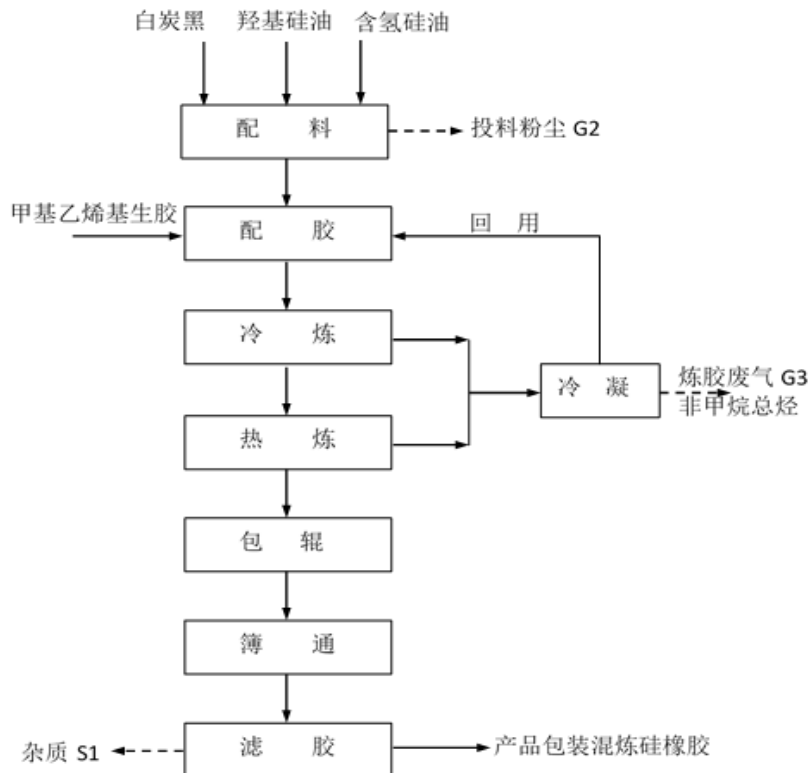 白炭黑 羟基硅油 含氢硅油
配 料
投料粉尘 G2
甲基乙烯基生胶
配 胶
回 用
冷 炼
冷 凝
炼胶废气 G3
非甲烷总烃
热 炼
包 辊
簿 通
滤 胶
杂质 S1
产品包装混炼硅橡胶